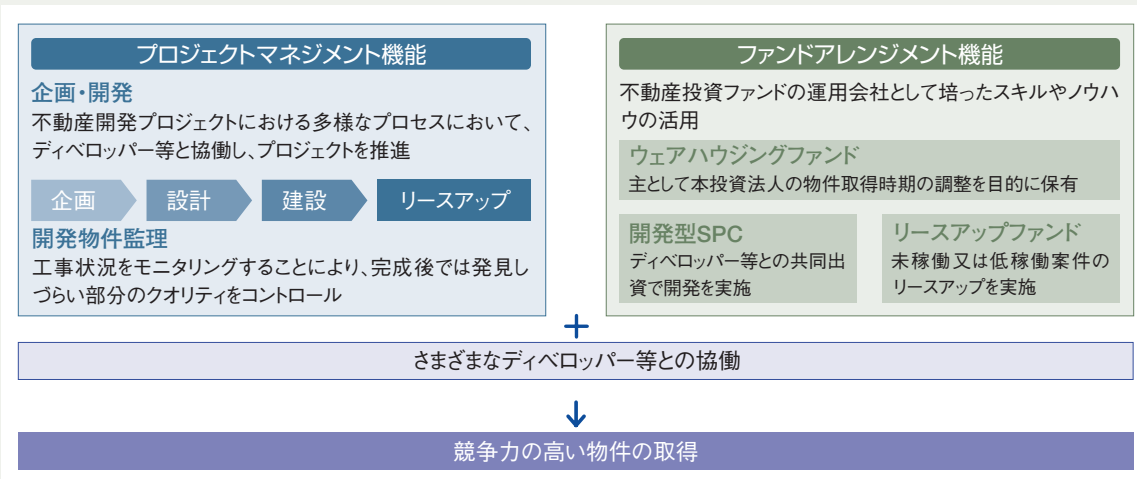 プロジェクトマネジメント機能
企画・開発
不動産開発プロジェクトにおける多様なプロセスにおいて、
ディベロッパー等と協働し、プロジェクトを推進
企画
設計
建設
リースアップ
開発物件監理
工事状況をモニタリングすることにより、完成後では発見し
づらい部分のクオリティをコントロール
ファンドアレンジメント機能
不動産投資ファンドの運用会社として培ったスキルやノウハ
ウの活用
ウェアハウジングファンド
主として本投資法人の物件取得時期の調整を目的に保有
開発型SPC
ディベロッパー等との共同出
資で開発を実施
リースアップファンド
未稼働又は低稼働案件の
リースアップを実施
+
さまざまなディベロッパー等との協働
↓
競争力の高い物件の取得